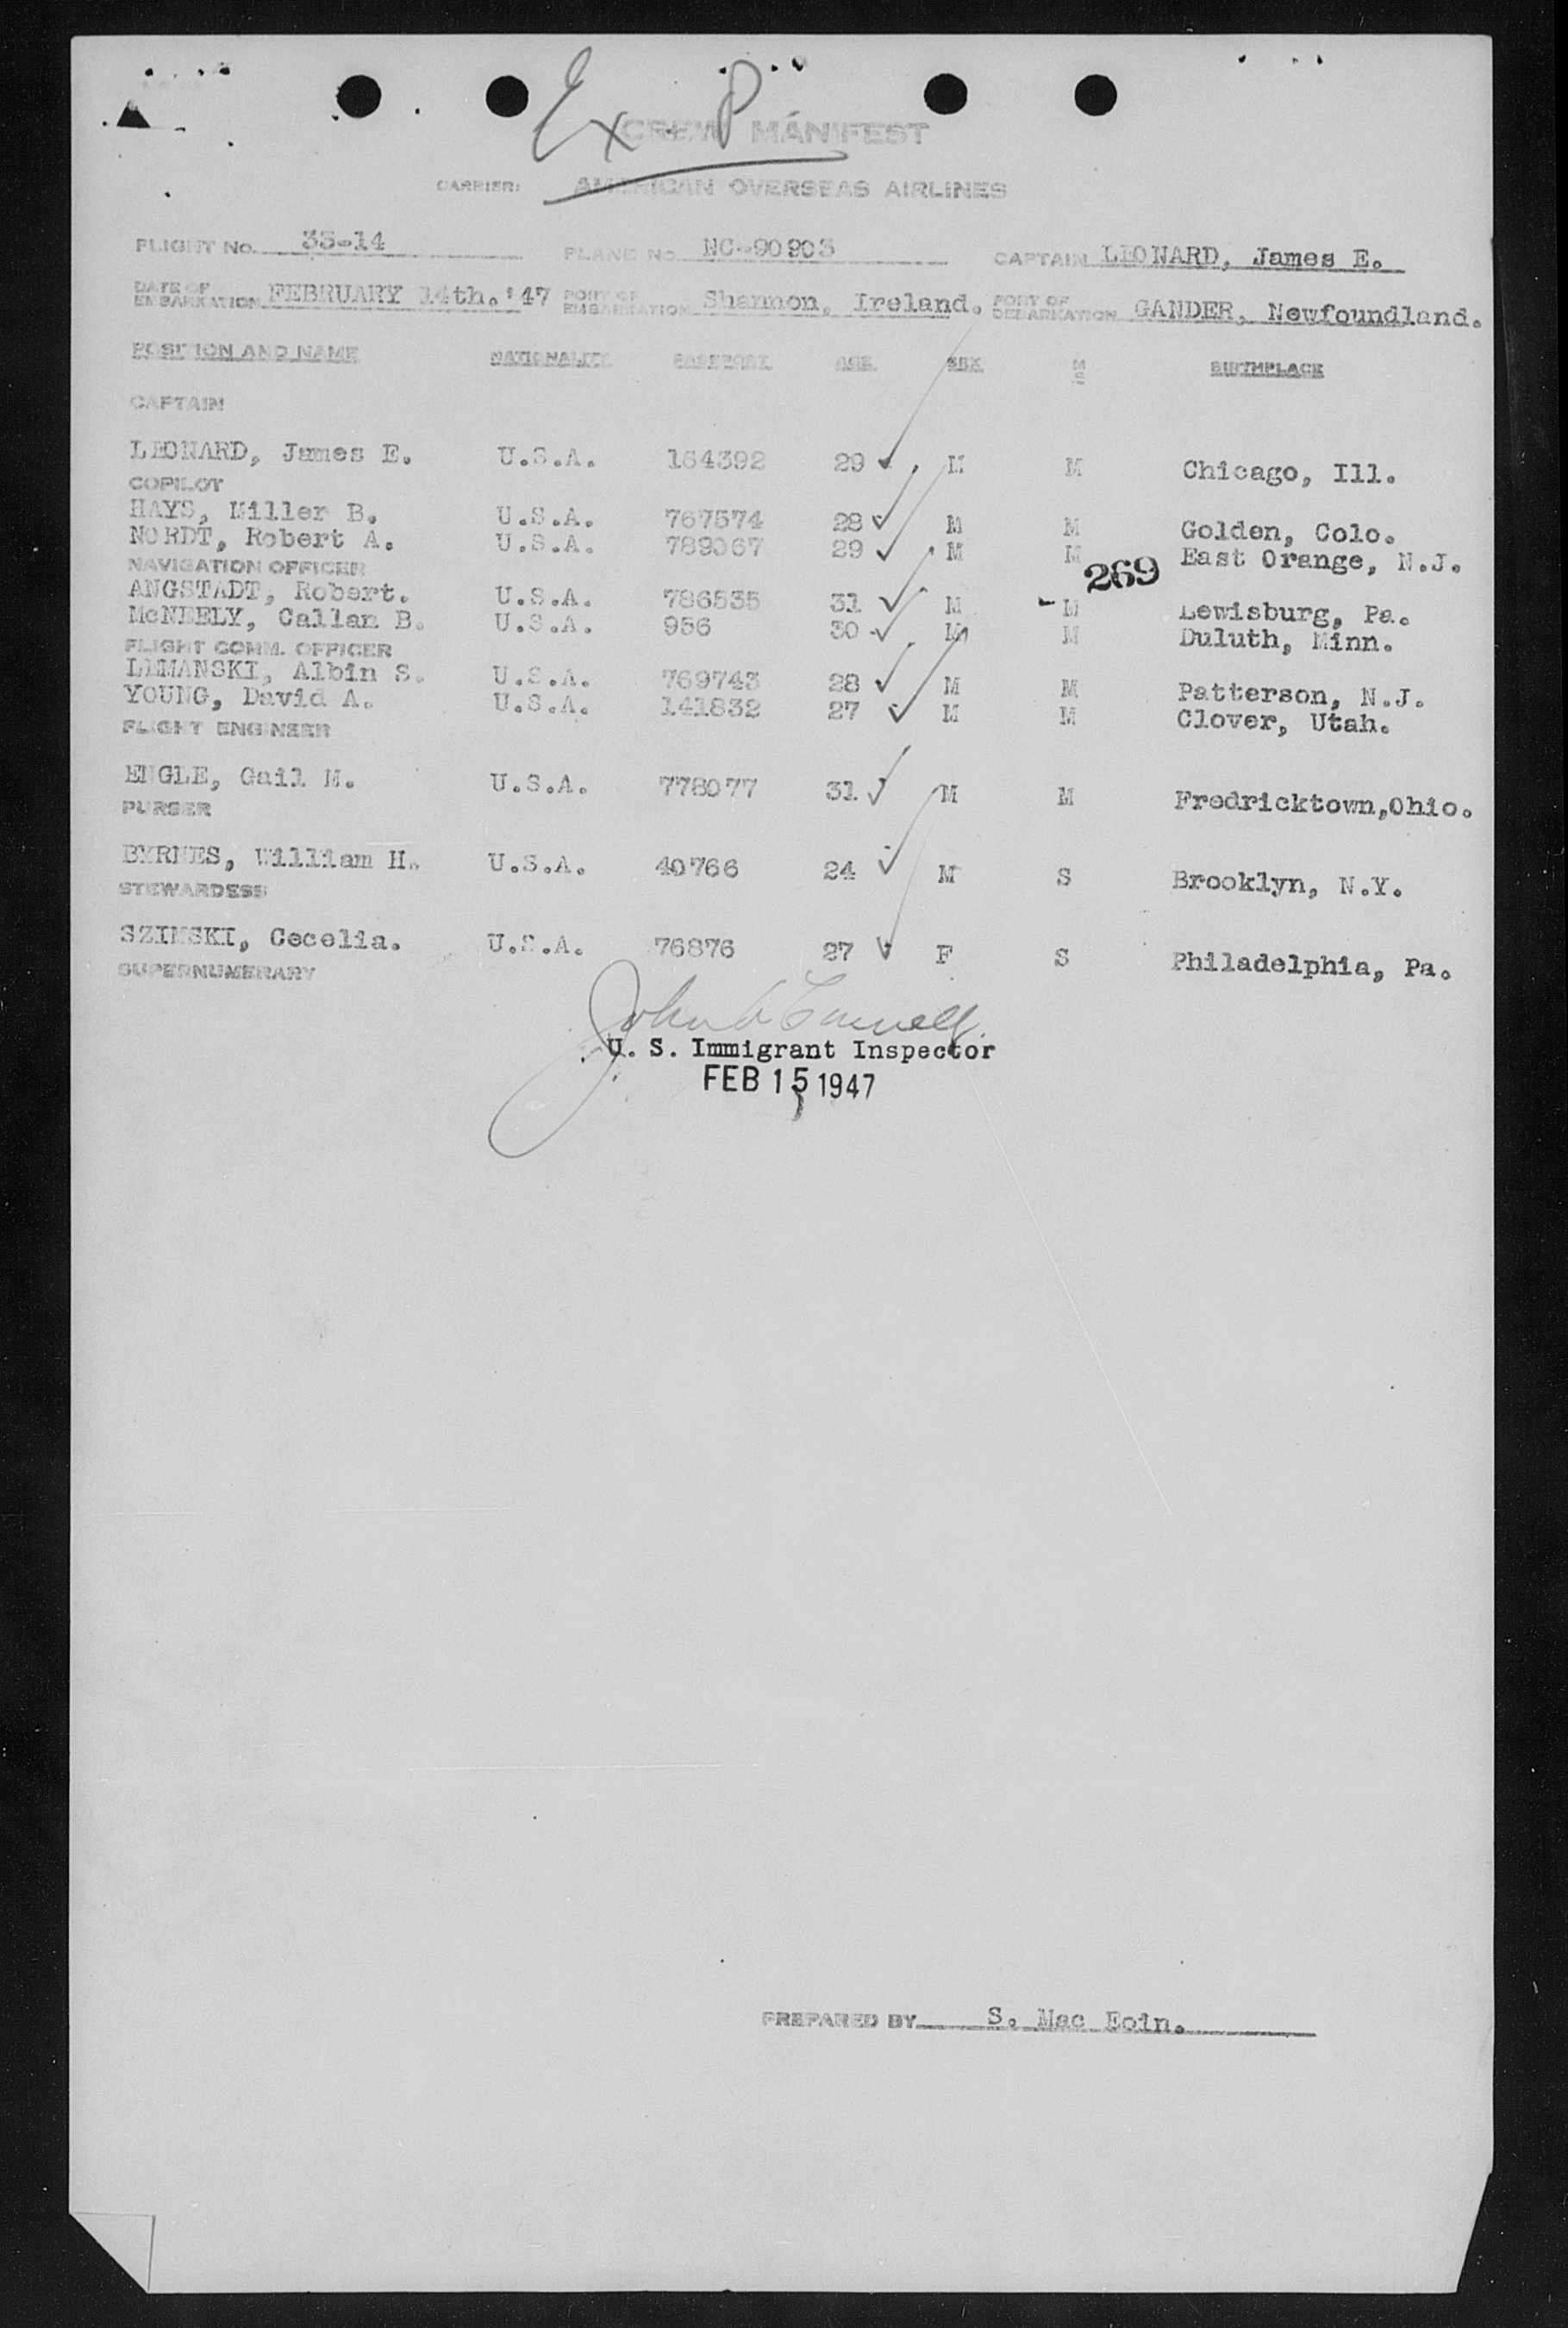 Ex. P
CREW MANIFEST
CARRIER: AMERICAN OVERSEAS AIRLINES
FLIGHT No. 35-14 PLANE No. NC-90903 CAPTAIN LEONARD, James E.
DATE OF EMBARKATION FEBRUARY 14th.'47 PORT OF EMBARKATION Shannon, Ireland. PORT OF DEBARKATION GANDER, Newfoundland.
POSITION AND NAME NATIONALITY PASSPORT AGE SEX M S BIRTHPLACE
CAPTAIN
LEONARD, James E. U.S.A. 164392 29 M M Chicago, Ill.
COPILOT
HAYS, Miller B. U.S.A. 767574 28 M M Golden, Colo.
NORDT, Robert A. U.S.A. 789067 29 M M East Orange, N.J.
269
NAVIGATION OFFICER
ANGSTADT, Robert. U.S.A. 786535 31 M M Lewisburg, Pa.
McNEELY, Callan B. U.S.A. 956 30 M M Duluth, Minn.
FLIGHT COMM. OFFICER
LEMANSKI, Albin S. U.S.A. 769743 28 M M Patterson, N.J.
YOUNG, David A. U.S.A. 141832 27 M M Clover, Utah.
FLIGHT ENGINEER
ENGLE, Gail M. U.S.A. 778077 31 M M Fredricktown,Ohio.
PURSER
BYRNES, William H. U.S.A. 40766 24 M S Brooklyn, N.Y.
STEWARDESS
SZIMSKI, Cecelia. U.S.A. 76876 27 F S Philadelphia, Pa.
SUPERNUMERARY
John
U. S. Immigrant Inspector
FEB 15 1947
PREPARED BY S. Mac Eoin.